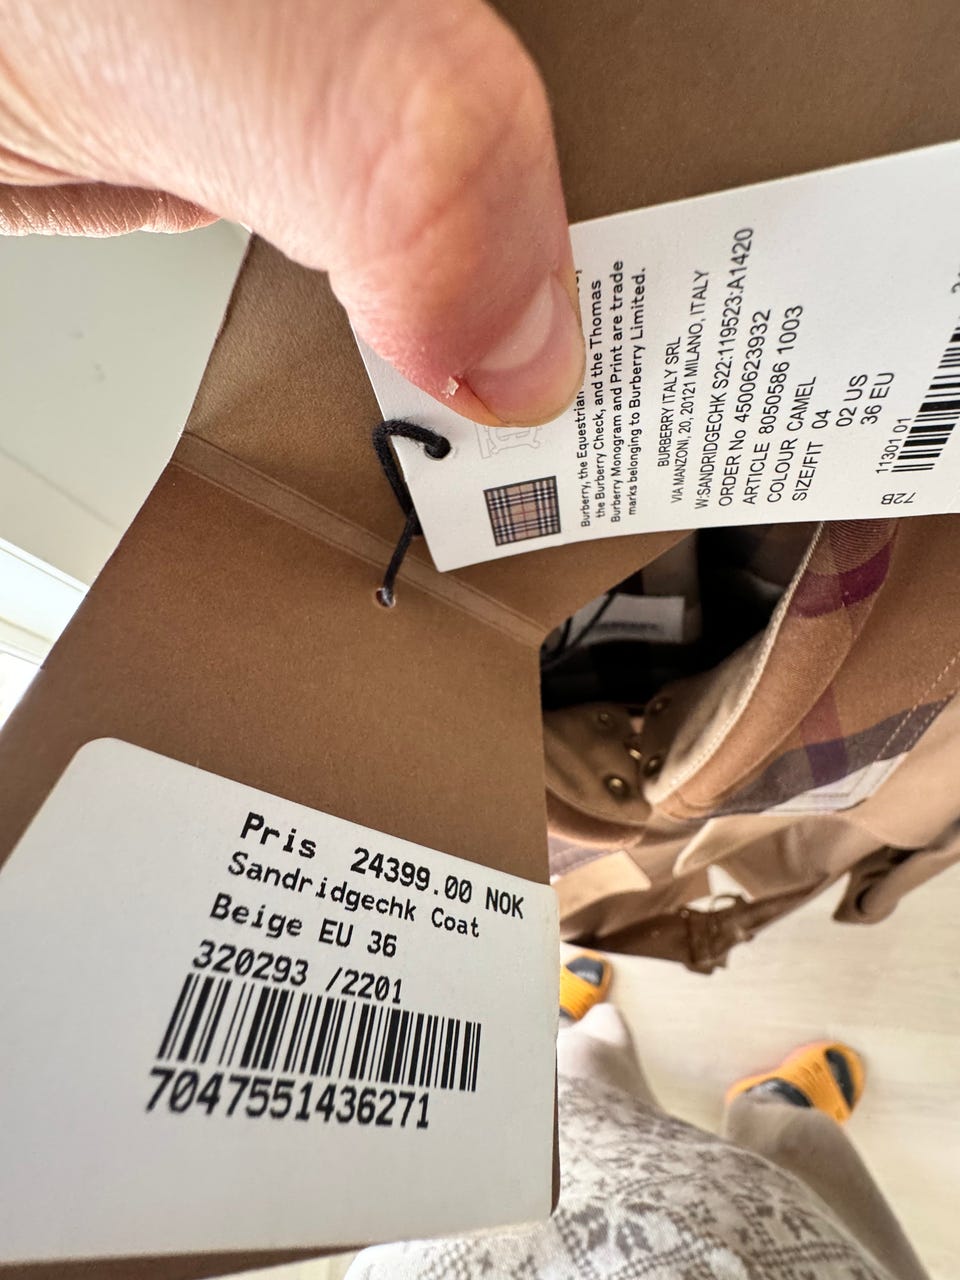 Burberry, the Equestrian
the Burberry Check, and the Thomas
Burberry Monogram and Print are trade
marks belonging to Burberry Limited.
BURBERRY ITALY SRL
VIA MANZONI, 20, 20121 MILANO, ITALY
W:SANDRIDGECHK S22:119523:A1420
ORDER No 4500623932
ARTICLE 8050586 1003
COLOUR CAMEL
SIZE/FIT 04
02 US
36 EU
11301 01
72B
Pris 24399.00 NOK
Sandridgechk Coat
Beige EU 36
320293 /2201
7047551436271